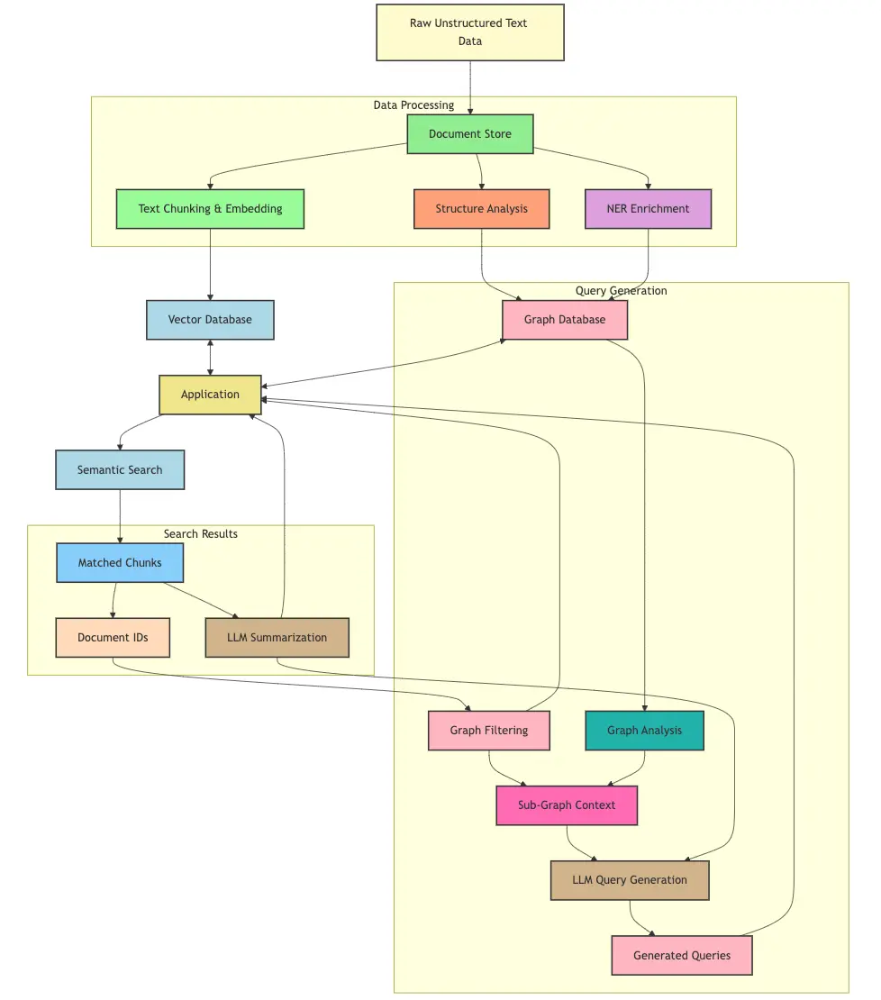 Raw Unstructured Text
Data
Data Processing
Document Store
Text Chunking & Embedding
Structure Analysis
NER Enrichment
Query Generation
Vector Database
Graph Database
Application
Semantic Search
Search Results
Matched Chunks
Document IDs
LLM Summarization
Graph Filtering
Graph Analysis
Sub-Graph Context
LLM Query Generation
Generated Queries